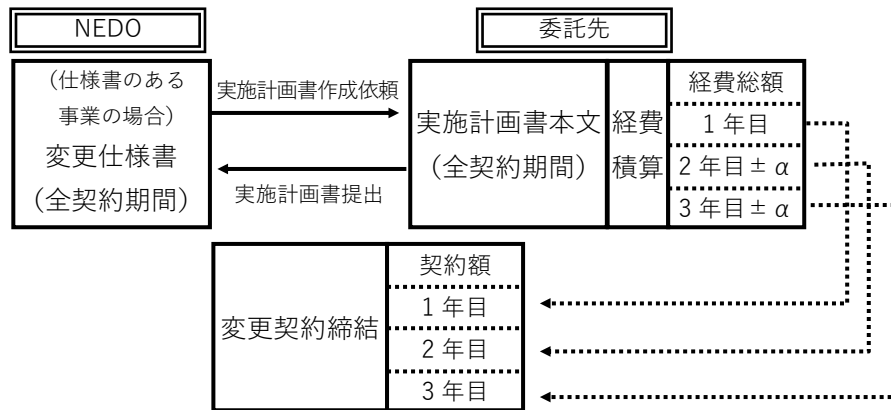 NEDO
委託先
(仕様書のある
事業の場合)
変更仕様書
(全契約期間)
実施計画書作成依頼
実施計画書提出
実施計画書本文
(全契約期間)
経費
積算
経費総額
1 年目
2 年目± α
3 年目± α
変更契約締結
契約額
1 年目
2 年目
3 年目